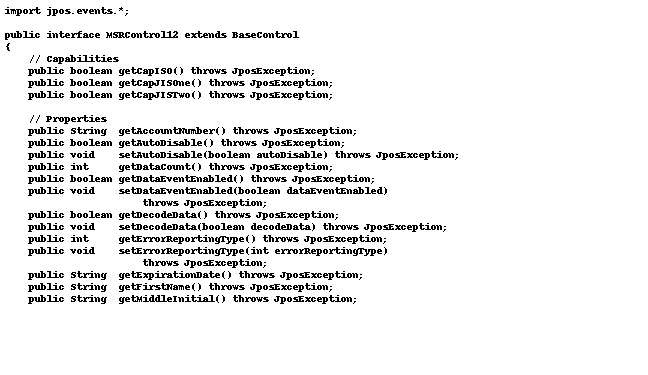 import jpos.events.*;

public interface MSRControl12 extends BaseControl
{
    // Capabilities
    public boolean getCapISO() throws JposException;
    public boolean getCapJISOne() throws JposException;
    public boolean getCapJISTwo() throws JposException;

    // Properties
    public String  getAccountNumber() throws JposException;
    public boolean getAutoDisable() throws JposException;
    public void    setAutoDisable(boolean autoDisable) throws JposException;
    public int     getDataCount() throws JposException;
    public boolean getDataEventEnabled() throws JposException;
    public void    setDataEventEnabled(boolean dataEventEnabled)
                       throws JposException;
    public boolean getDecodeData() throws JposException;
    public void    setDecodeData(boolean decodeData) throws JposException;
    public int     getErrorReportingType() throws JposException;
    public void    setErrorReportingType(int errorReportingType)
                       throws JposException;
    public String  getExpirationDate() throws JposException;
    public String  getFirstName() throws JposException;
    public String  getMiddleInitial() throws JposException;